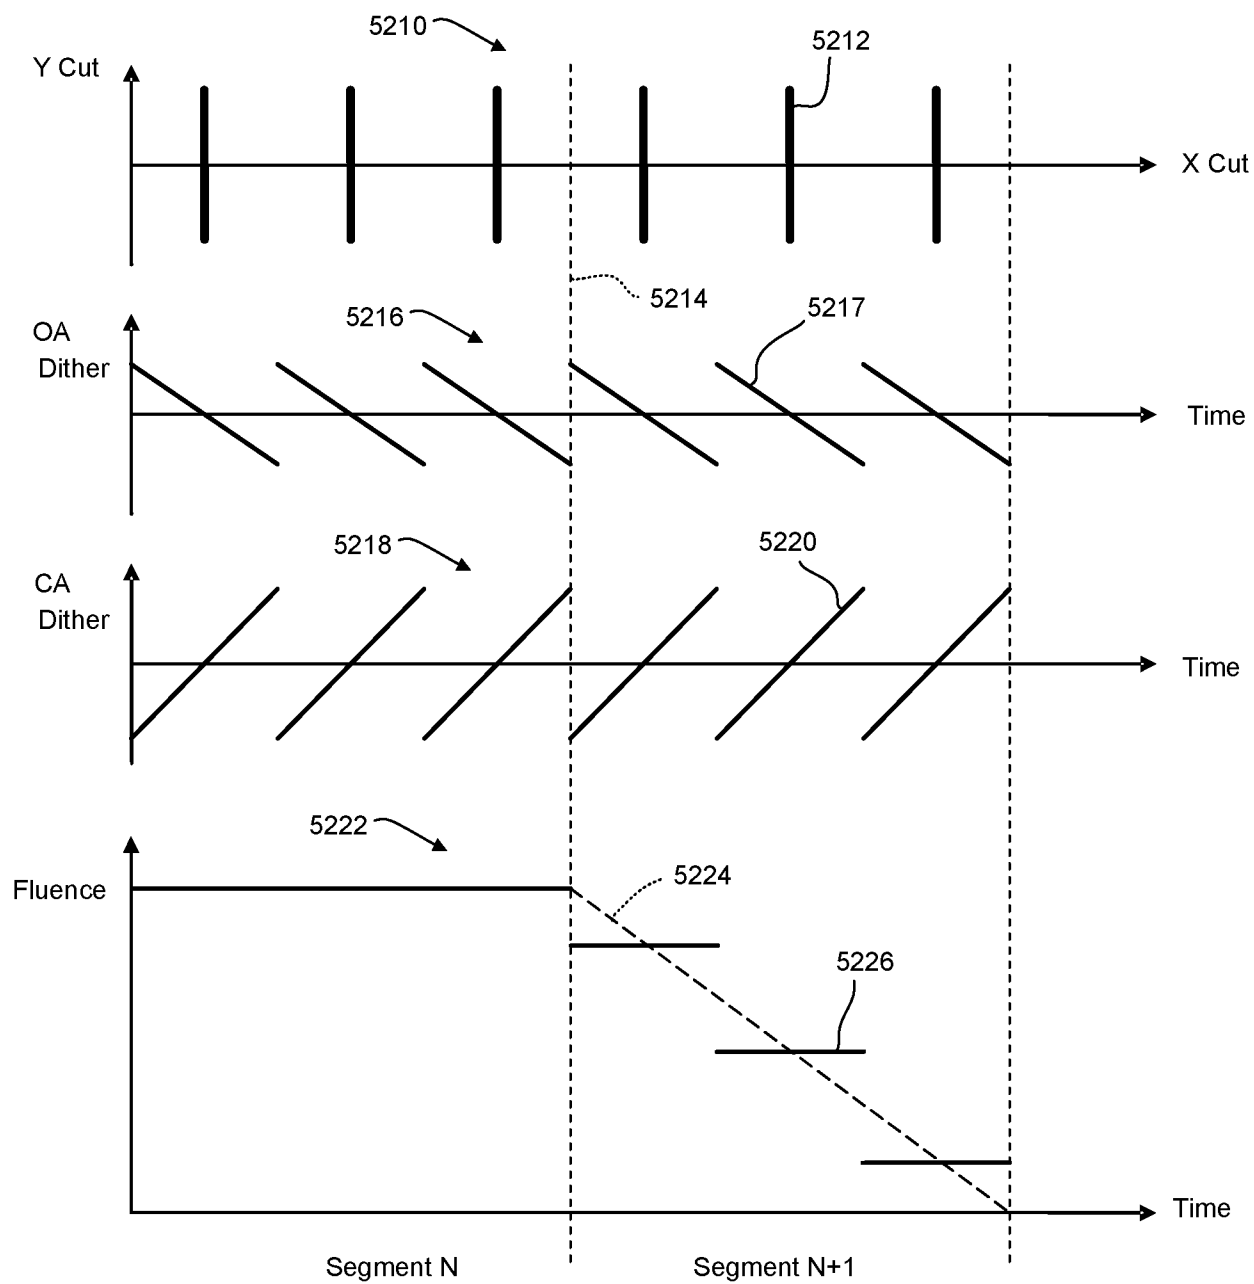 5210
5212
Y Cut
X Cut
5214
OA
Dither
5216
5217
Time
CA
Dither
5218
5220
Time
5222
Fluence
5224
5226
Time
Segment N
Segment N+1